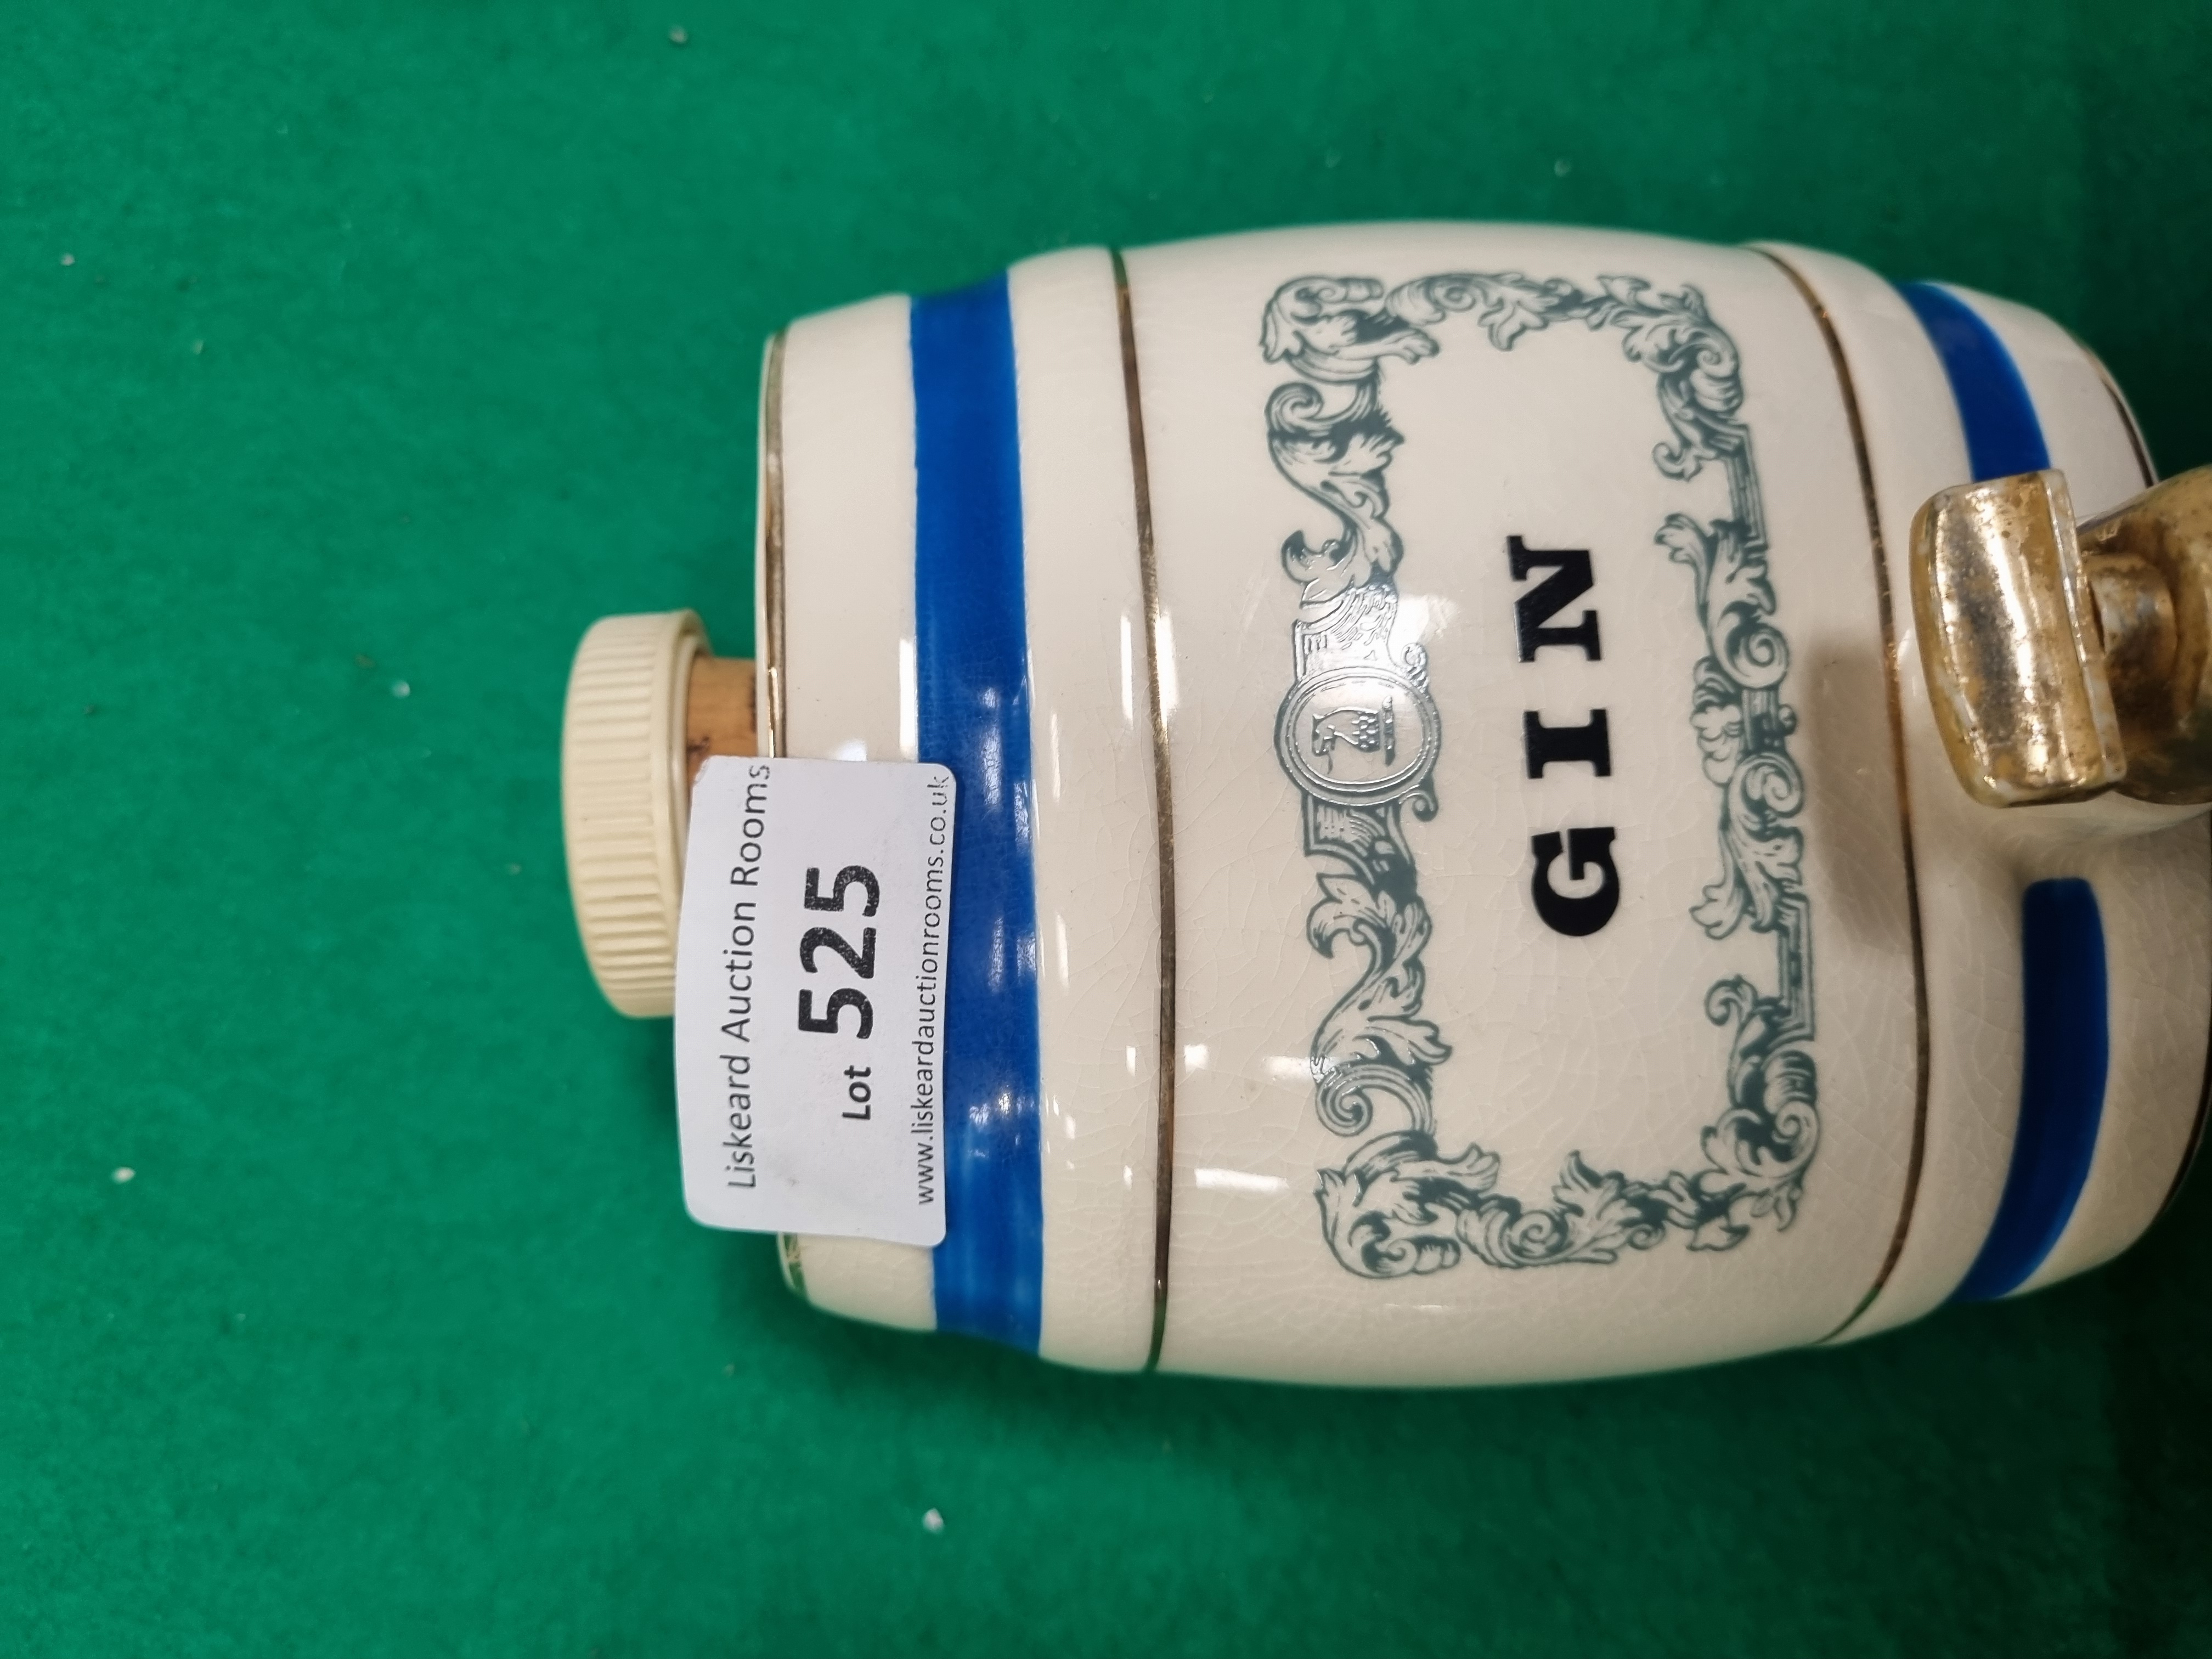 Liskeard Auction Rooms
Lot 525
www.liskeardauctionrooms.co.uk
GIN